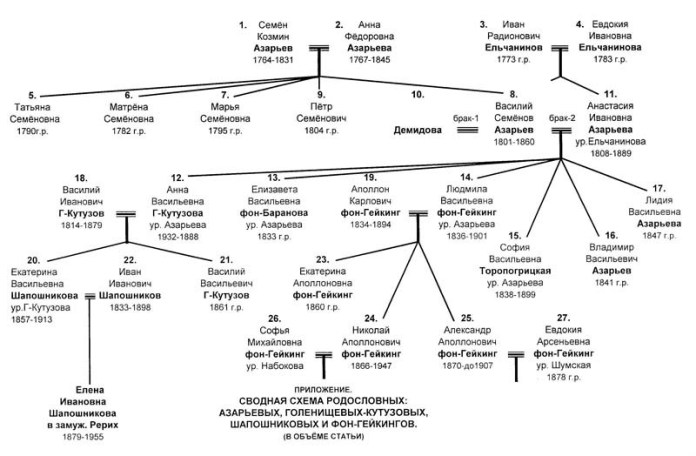 1. Семён
Козмин
Азарьев
1764-1831
2. Анна
Фёдоровна
Азарьева
1767-1845
3. Иван
Радионович
Ельчанинов
1773 г.р.
4. Евдокия
Ивановна
Ельчанинова
1783 г.р.
5.
Татьяна
Семёновна
1790г.р.
6.
Матрёна
Семёновна
1782 г.р.
7.
Марья
Семёновна
1795 г.р.
9.
Пётр
Семёнович
1804 г.р.
10.
Демидова
брак-1
8.
Василий
Семёнов
Азарьев
1801-1860
брак-2
11.
Анастасия
Ивановна
Азарьева
ур.Ельчанинова
1808-1889
18.
Василий
Иванович
Г-Кутузов
1814-1879
12.
Анна
Васильевна
Г-Кутузова
ур. Азарьева
1932-1888
13.
Елизавета
Васильевна
фон-Баранова
ур. Азарьева
1833 г.р.
19.
Аполлон
Карлович
фон-Гейкинг
1834-1894
14.
Людмила
Васильевна
фон-Гейкинг
ур. Азарьева
1836-1901
15.
София
Васильевна
Торопогрицкая
ур. Азарьева
1838-1899
16.
Владимир
Васильевич
Азарьев
1841 г.р.
17.
Лидия
Васильевна
Азарьева
1847 г.р.
20.
Екатерина
Васильевна
Шапошникова
ур.Г-Кутузова
1857-1913
22.
Иван
Иванович
Шапошников
1833-1898
21.
Василий
Васильевич
Г-Кутузов
1861 г.р.
23.
Екатерина
Аполлоновна
фон-Гейкинг
1860 г.р.
26.
Софья
Михайловна
фон-Гейкинг
ур. Набокова
24.
Николай
Аполлонович
фон-Гейкинг
1866-1947
25.
Александр
Аполлонович
фон-Гейкинг
1870-до1907
27.
Евдокия
Арсеньевна
фон-Гейкинг
ур. Шумская
1878 г.р.
Елена
Ивановна
Шапошникова
в замуж. Рерих
1879-1955
ПРИЛОЖЕНИЕ.
СВОДНАЯ СХЕМА РОДОСЛОВНЫХ:
АЗАРЬЕВЫХ, ГОЛЕНИЩЕВЫХ-КУТУЗОВЫХ,
ШАПОШНИКОВЫХ И ФОН-ГЕЙКИНГОВ.
(В ОБЪЁМЕ СТАТЬИ)